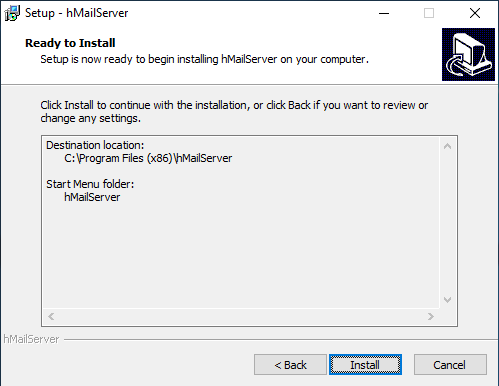 Setup - hMailServer
Ready to Install
Setup is now ready to begin installing hMailServer on your computer.
Click Install to continue with the installation, or click Back if you want to review or
change any settings.
Destination location:
C:\Program Files (x86)\hMailServer
Start Menu folder:
hMailServer
hMailServer
< Back
Install
Cancel